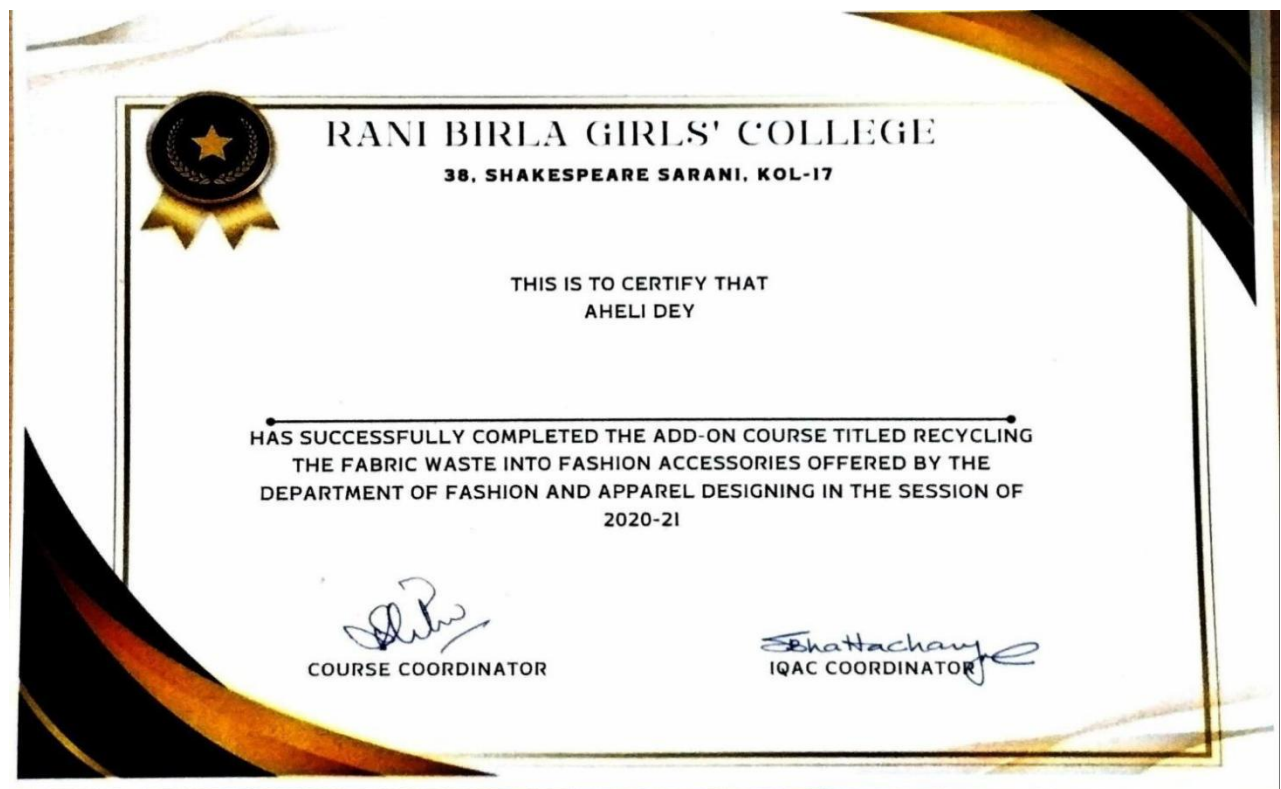 RANI BIRLA GIRLS' COLLEGE
38, SHAKESPEARE SARANI, KOL-17
THIS IS TO CERTIFY THAT
AHELI DEY
HAS SUCCESSFULLY COMPLETED THE ADD-ON COURSE TITLED RECYCLING
THE FABRIC WASTE INTO FASHION ACCESSORIES OFFERED BY THE
DEPARTMENT OF FASHION AND APPAREL DESIGNING IN THE SESSION OF
2020-21
COURSE COORDINATOR
IQAC COORDINATOR